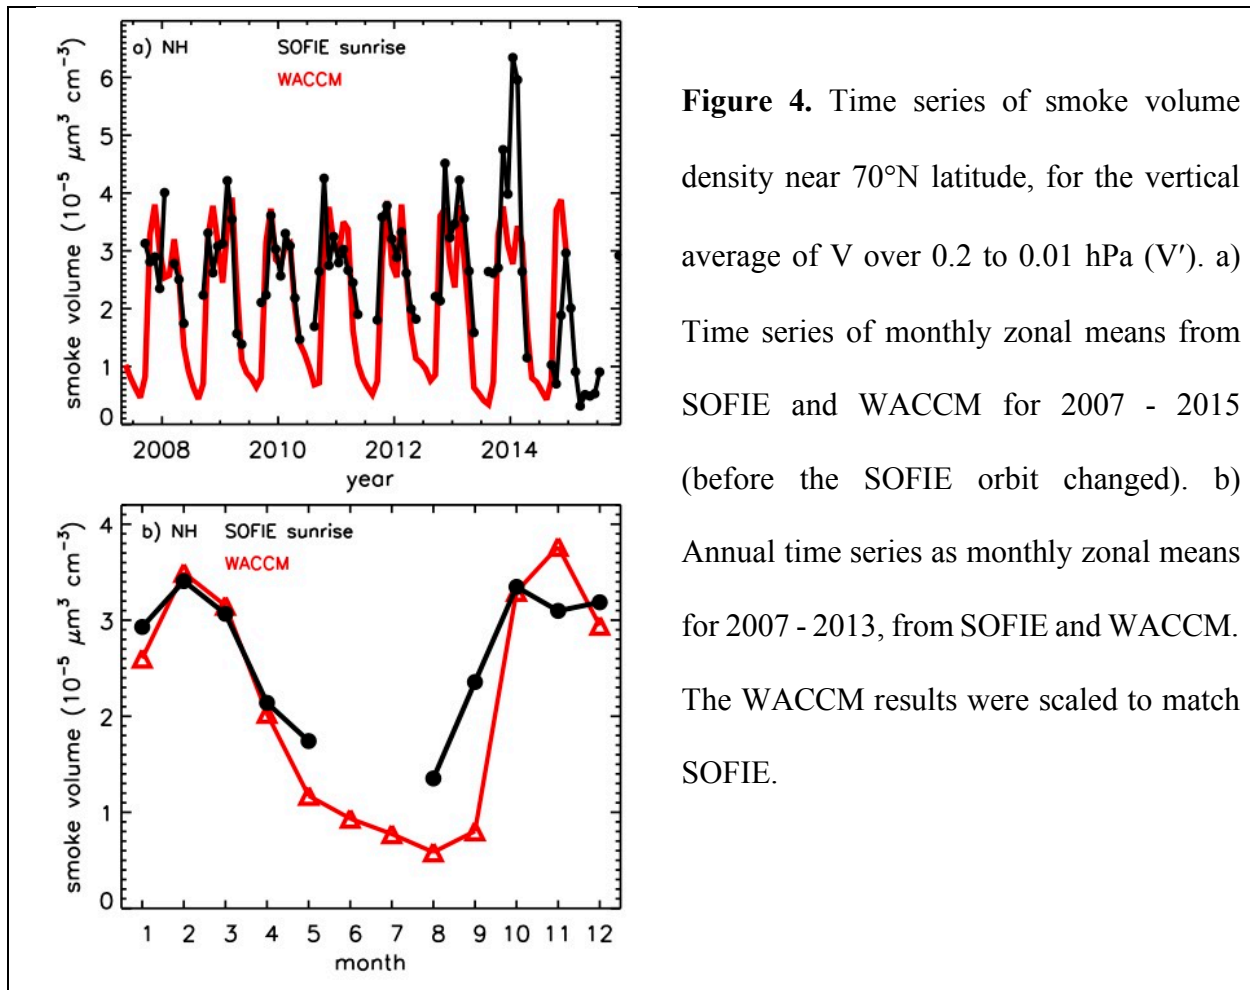 a) NH SOFIE sunrise
WACCM
smoke volume (10⁻⁵ μm³ cm⁻³)
6
5
4
3
2
1
0
2008 2010 2012 2014
year
b) NH SOFIE sunrise
WACCM
smoke volume (10⁻⁵ μm³ cm⁻³)
4
3
2
1
0
1 2 3 4 5 6 7 8 9 10 11 12
month
Figure 4. Time series of smoke volume
density near 70°N latitude, for the vertical
average of V over 0.2 to 0.01 hPa (V′). a)
Time series of monthly zonal means from
SOFIE and WACCM for 2007 - 2015
(before the SOFIE orbit changed). b)
Annual time series as monthly zonal means
for 2007 - 2013, from SOFIE and WACCM.
The WACCM results were scaled to match
SOFIE.